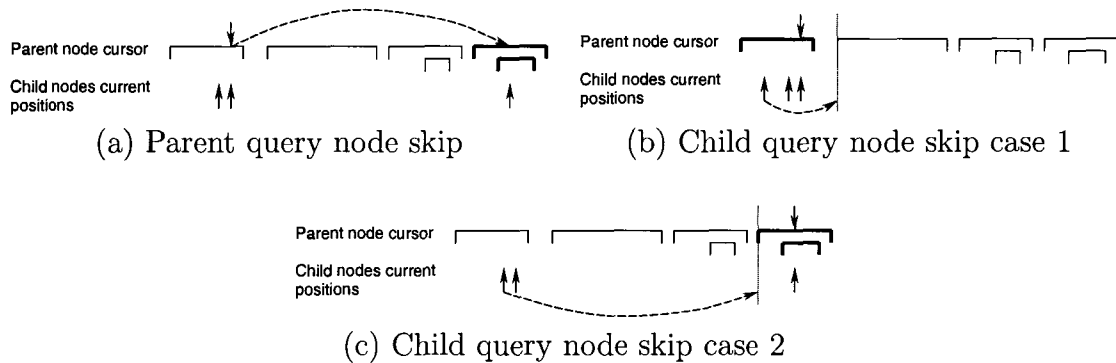 Parent node cursor
Child nodes current
positions
(a) Parent query node skip
Parent node cursor
Child nodes current
positions
(b) Child query node skip case 1
Parent node cursor
Child nodes current
positions
(c) Child query node skip case 2